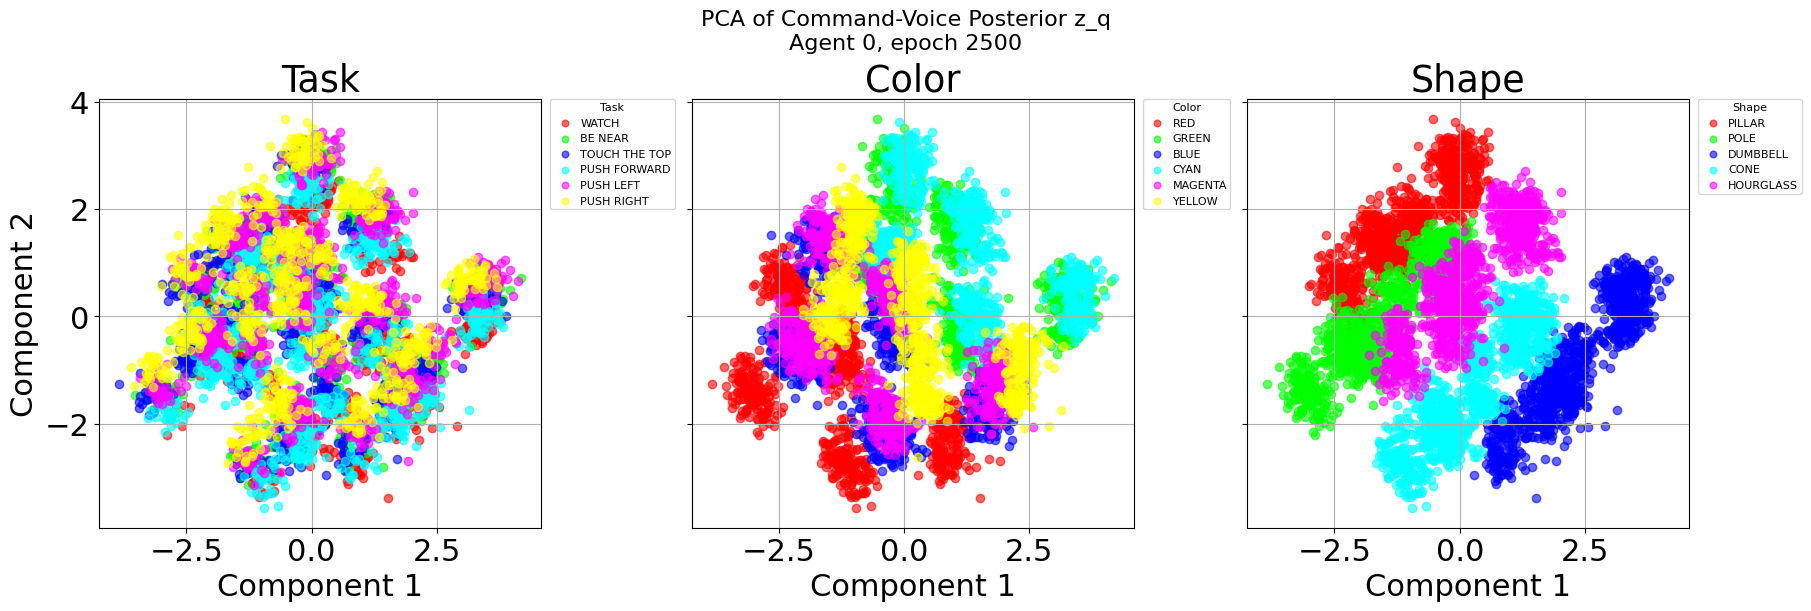 PCA of Command-Voice Posterior z_q
Agent 0, epoch 2500
Task
Color
Shape
Task
WATCH
BE NEAR
TOUCH THE TOP
PUSH FORWARD
PUSH LEFT
PUSH RIGHT
Color
RED
GREEN
BLUE
CYAN
MAGENTA
YELLOW
Shape
PILLAR
POLE
DUMBBELL
CONE
HOURGLASS
Component 2
4
2
0
−2
−2.5 0.0 2.5
−2.5 0.0 2.5
−2.5 0.0 2.5
Component 1
Component 1
Component 1